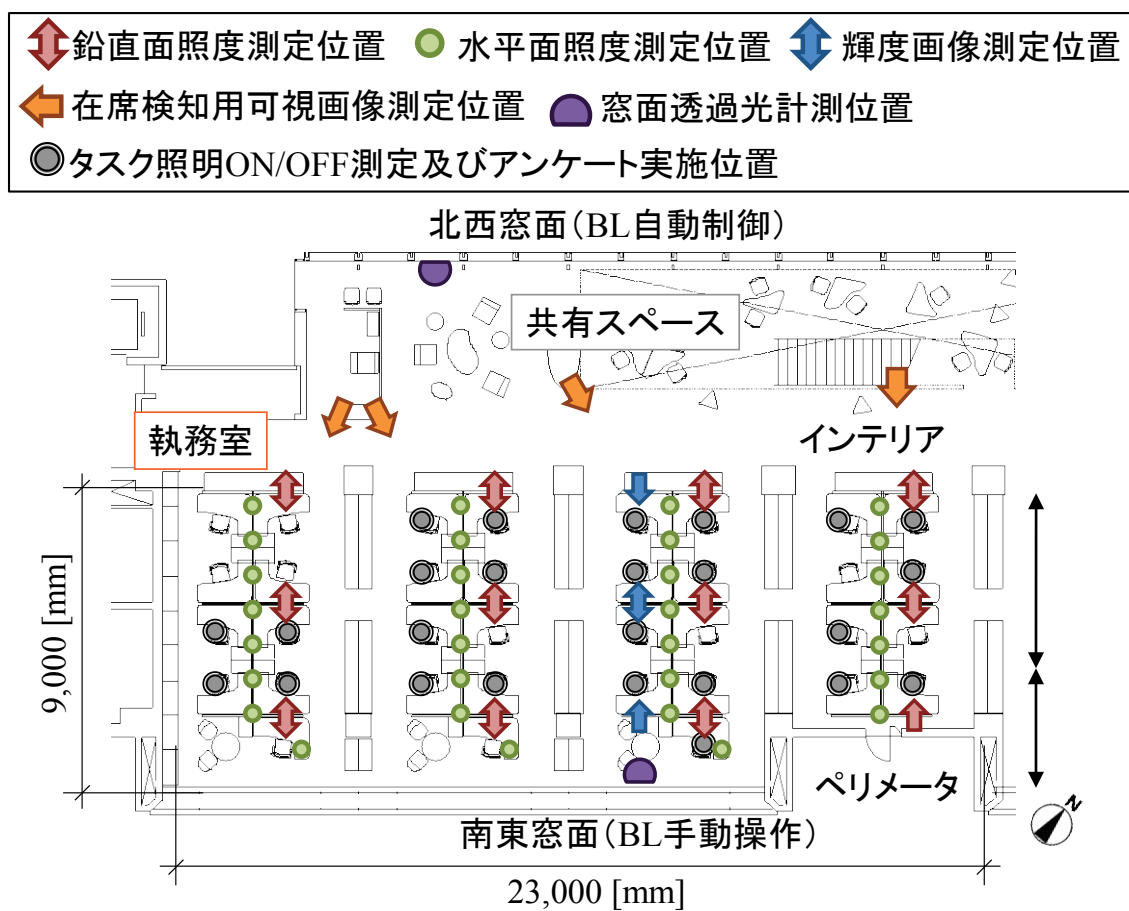 鉛直面照度測定位置 水平面照度測定位置 輝度画像測定位置
在席検知用可視画像測定位置 窓面透過光計測位置
タスク照明ON/OFF測定及びアンケート実施位置
北西窓面(BL自動制御)
共有スペース
執務室
インテリア
9,000 [mm]
ペリメータ
N
南東窓面(BL手動操作)
23,000 [mm]